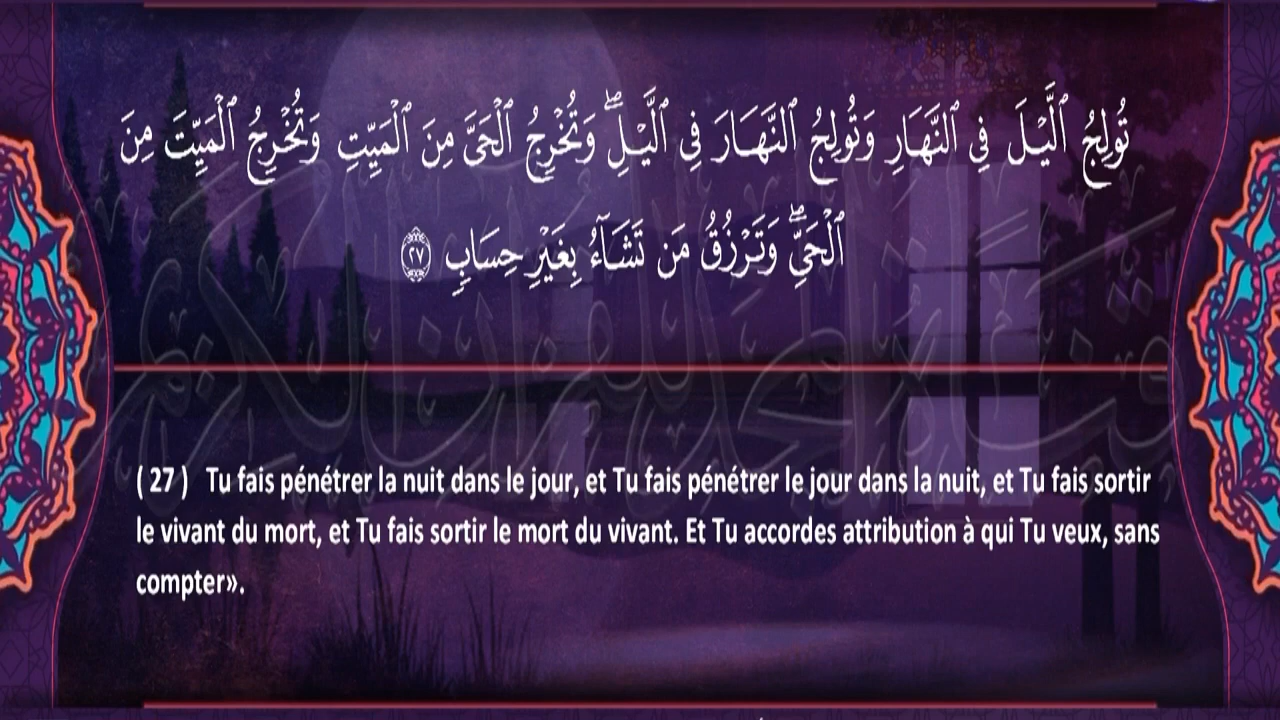 تُولِجُ ٱلَّيْلَ فِي ٱلنَّهَارِ وَتُولِجُ ٱلنَّهَارَ فِي ٱلَّيْلِۖ وَتُخْرِجُ ٱلْحَيَّ مِنَ ٱلْمَيِّتِ وَتُخْرِجُ ٱلْمَيِّتَ مِنَ
ٱلْحَيِّۖ وَتَرْزُقُ مَن تَشَآءُ بِغَيْرِ حِسَابٍ ٢٧
( 27 ) Tu fais pénétrer la nuit dans le jour, et Tu fais pénétrer le jour dans la nuit, et Tu fais sortir
le vivant du mort, et Tu fais sortir le mort du vivant. Et Tu accordes attribution à qui Tu veux, sans
compter».